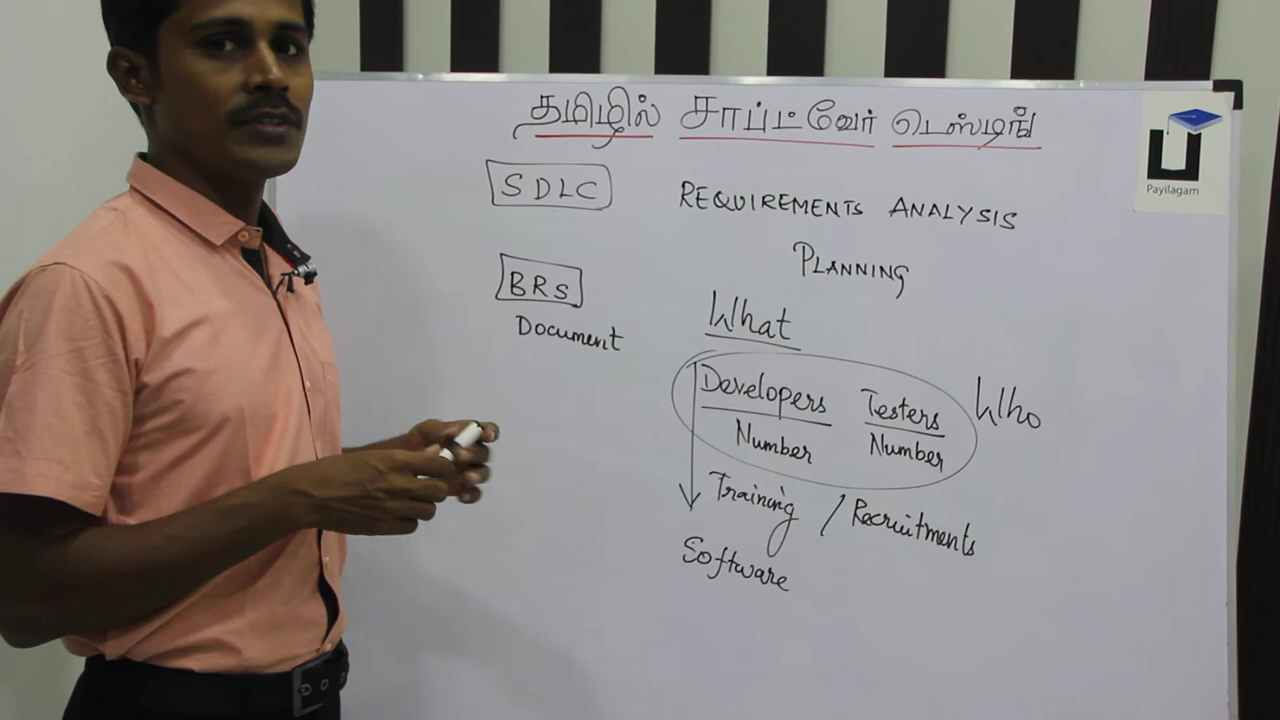 தமிழில் சாப்ட்வேர் டெஸ்டிங்
Payilagam
SDLC
REQUIREMENTS ANALYSIS
PLANNING
BRS
Document
What
Developers Testers Who
Number Number
Training / Recruitments
Software